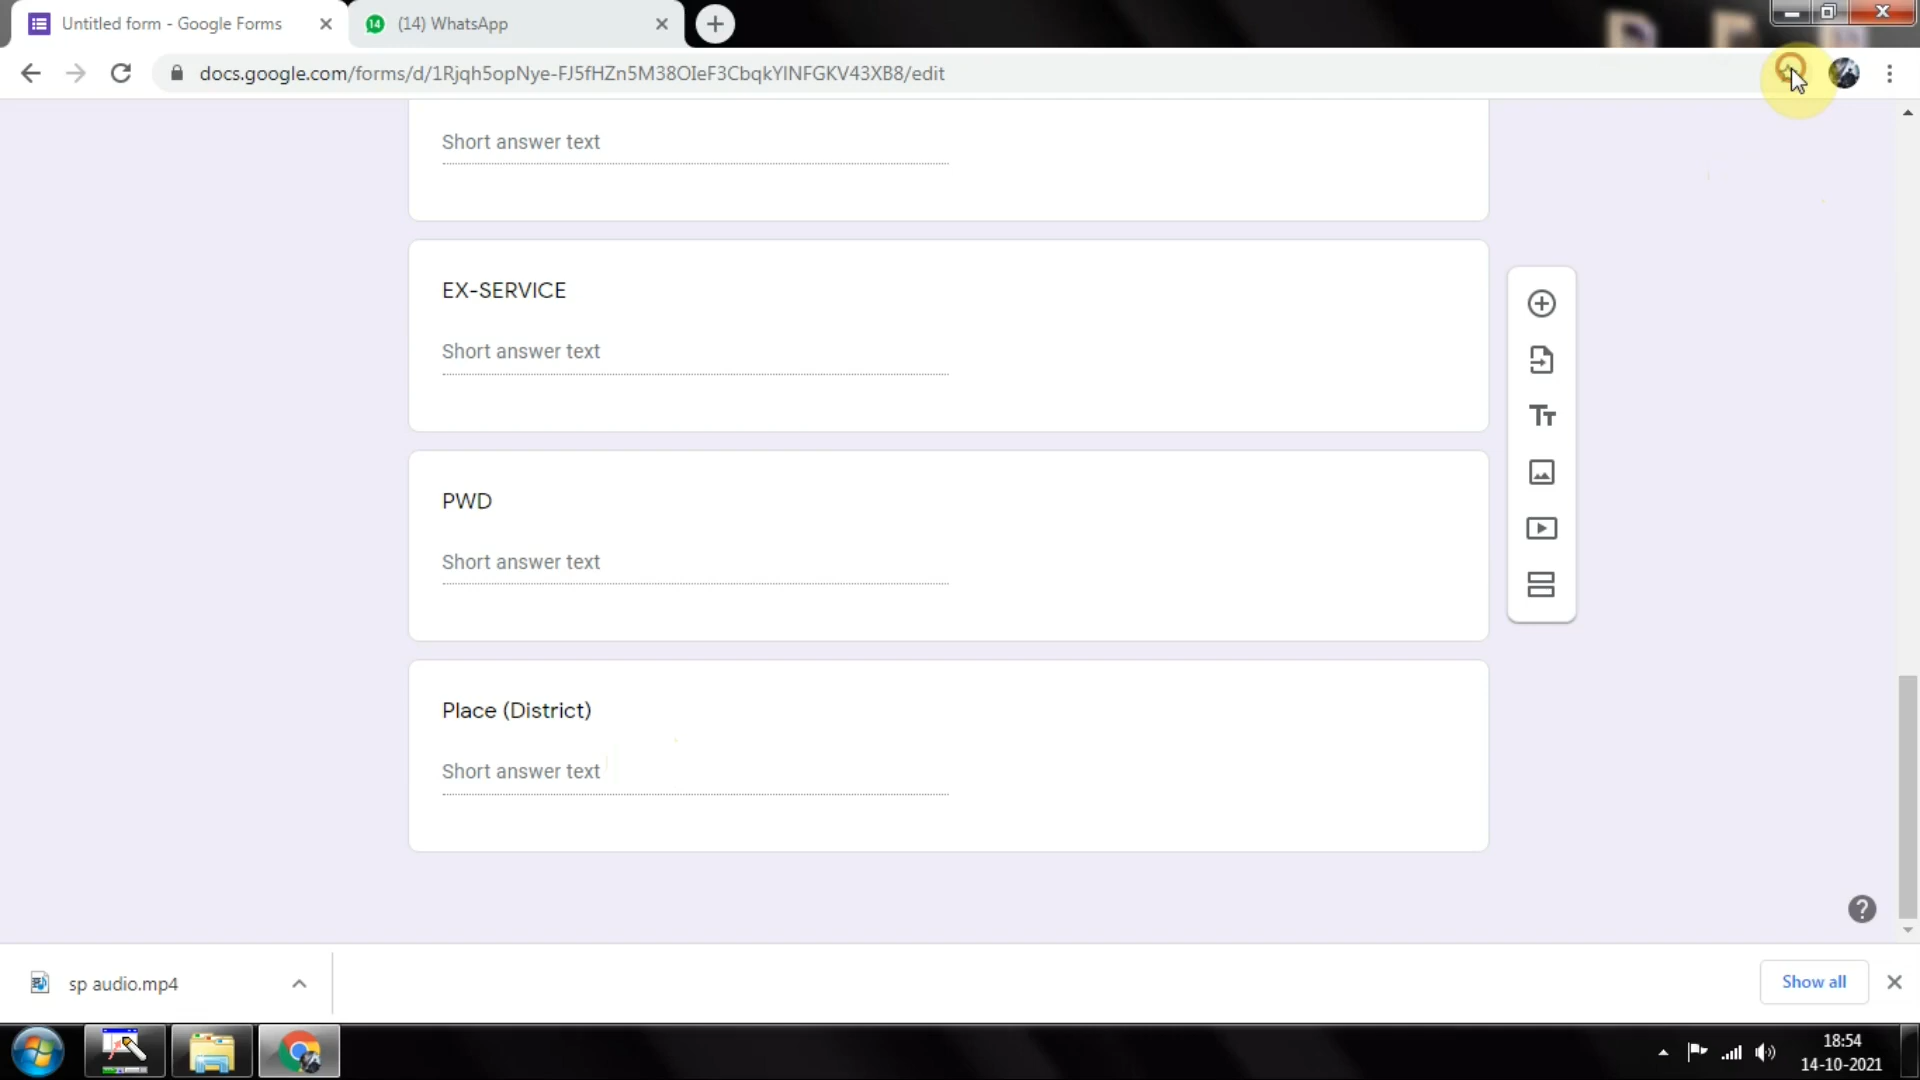 Untitled form - Google Forms
14
(14) WhatsApp
docs.google.com/forms/d/1Rjqh5opNye-FJ5fHZn5M38OIeF3CbqkYlNFGKV43XB8/edit
Short answer text
EX-SERVICE
Short answer text
PWD
Short answer text
Place (District)
Short answer text
sp audio.mp4
Show all
18:54
14-10-2021